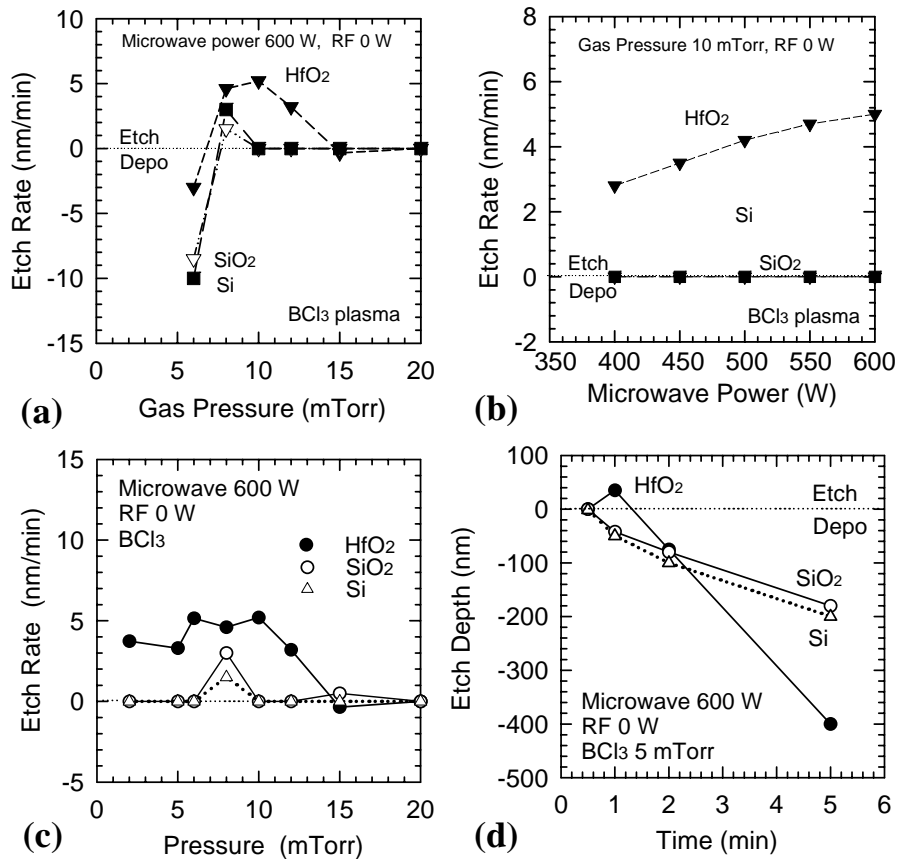 Microwave power 600 W, RF 0 W
HfO2
Etch
Depo
SiO2
Si
BCl3 plasma
15
10
5
0
-5
-10
-15
0
5
10
15
20
Etch Rate (nm/min)
Gas Pressure (mTorr)
(a)
Gas Pressure 10 mTorr, RF 0 W
HfO2
Si
Etch
SiO2
Depo
BCl3 plasma
8
6
4
2
0
-2
350
400
450
500
550
600
Etch Rate (nm/min)
Microwave Power (W)
(b)
Microwave 600 W
RF 0 W
BCl3
HfO2
SiO2
Si
15
10
5
0
-5
0
5
10
15
20
Etch Rate (nm/min)
Pressure (mTorr)
(c)
HfO2
Etch
Depo
SiO2
Si
Microwave 600 W
RF 0 W
BCl3 5 mTorr
100
0
-100
-200
-300
-400
-500
0
1
2
3
4
5
6
Etch Depth (nm)
Time (min)
(d)